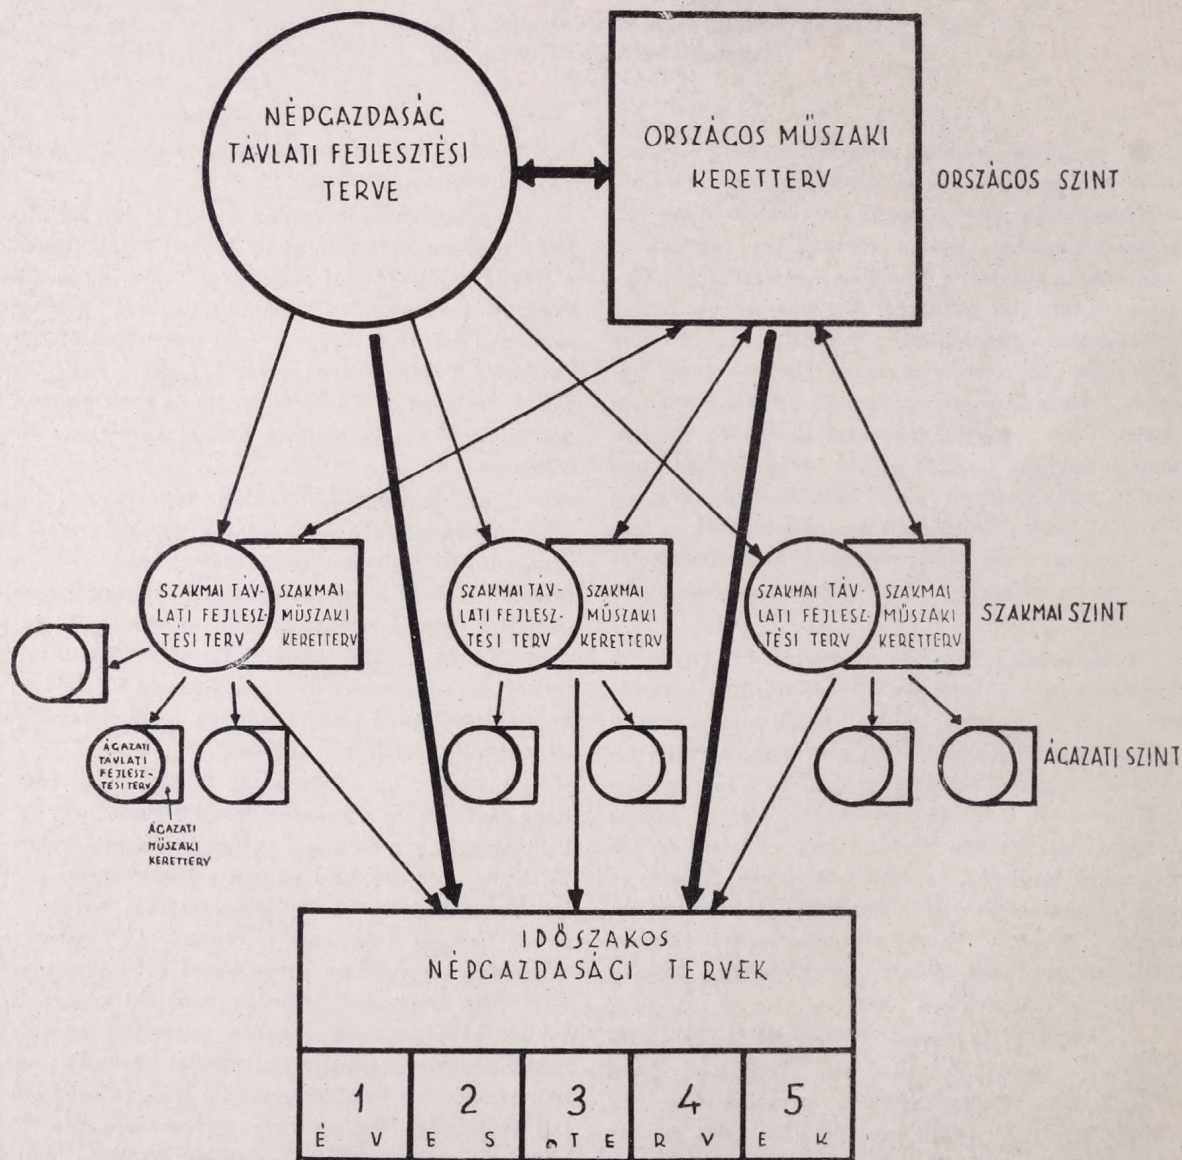 NÉPGAZDASÁG
TÁVLATI FEJLESZTÉSI
TERVE
ORSZÁGOS MŰSZAKI
KERETTERV
ORSZÁGOS SZINT
SZAKMAI TÁV-
LATI FEJLESZ-
TÉSI TERV
SZAKMAI
MŰSZAKI
KERETTERV
SZAKMAI TÁV-
LATI FEJLESZ-
TÉSI TERV
SZAKMAI
MŰSZAKI
KERETTERV
SZAKMAI TÁV-
LATI FEJLESZ-
TÉSI TERV
SZAKMAI
MŰSZAKI
KERETTERV
SZAKMAI SZINT
ÁGAZATI
TÁVLATI
FEJLESZ-
TÉSI TERV
ÁGAZATI
MŰSZAKI
KERETTERV
ÁGAZATI SZINT
IDŐSZAKOS
NÉPGAZDASÁGI TERVEK
1 2 3 4 5
ÉVES TERVEK